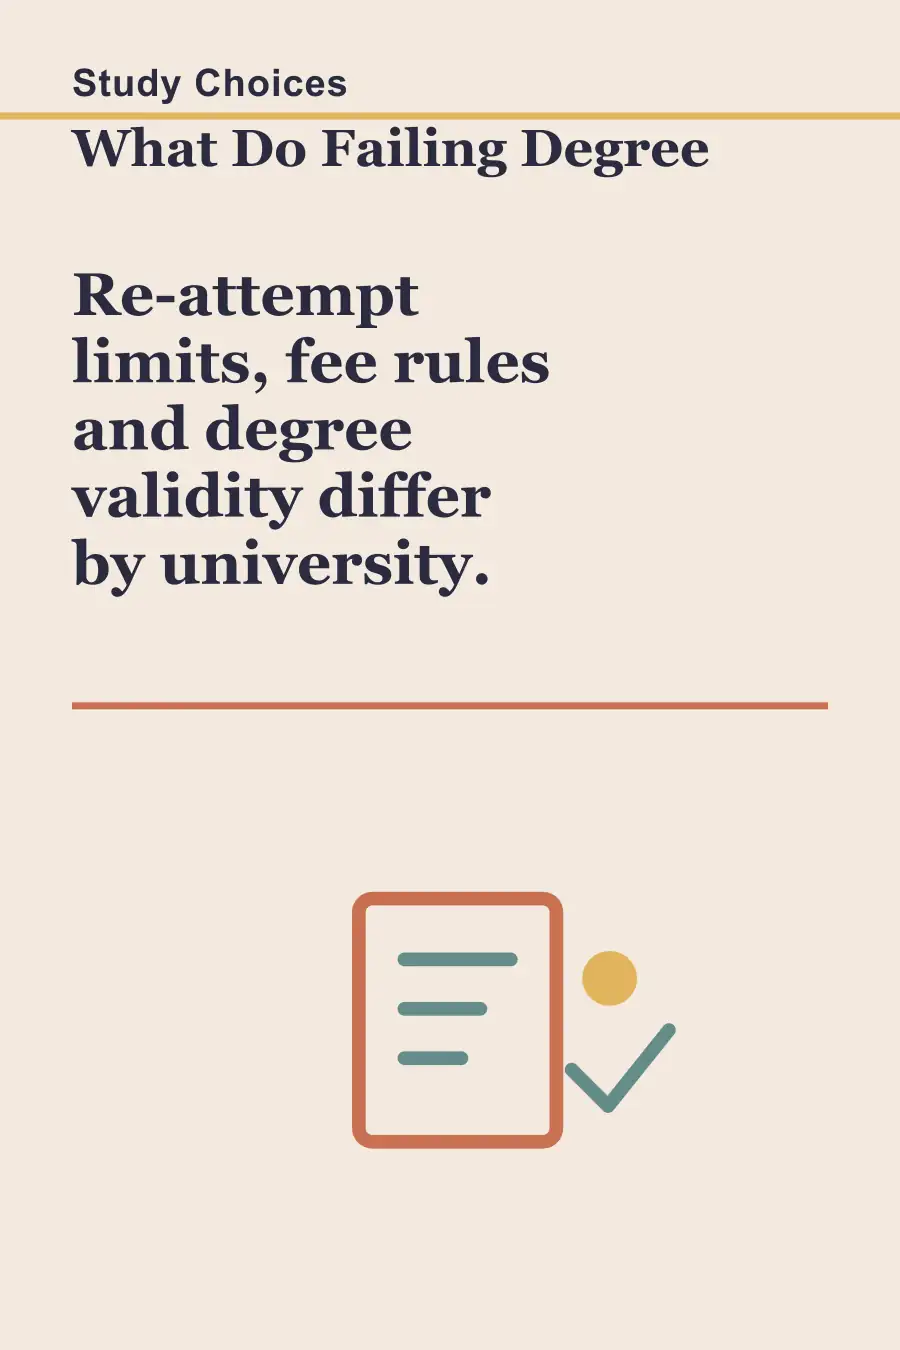 Study Choices
What Do Failing Degree
Re-attempt
limits, fee rules
and degree
validity differ
by university.